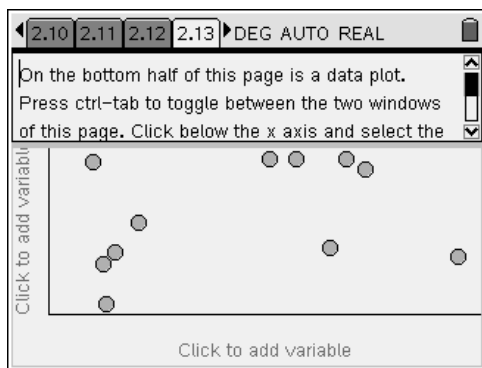 2.10 2.11 2.12 2.13 DEG AUTO REAL
On the bottom half of this page is a data plot.
Press ctrl-tab to toggle between the two windows
of this page. Click below the x axis and select the
Click to add variable
Click to add variable